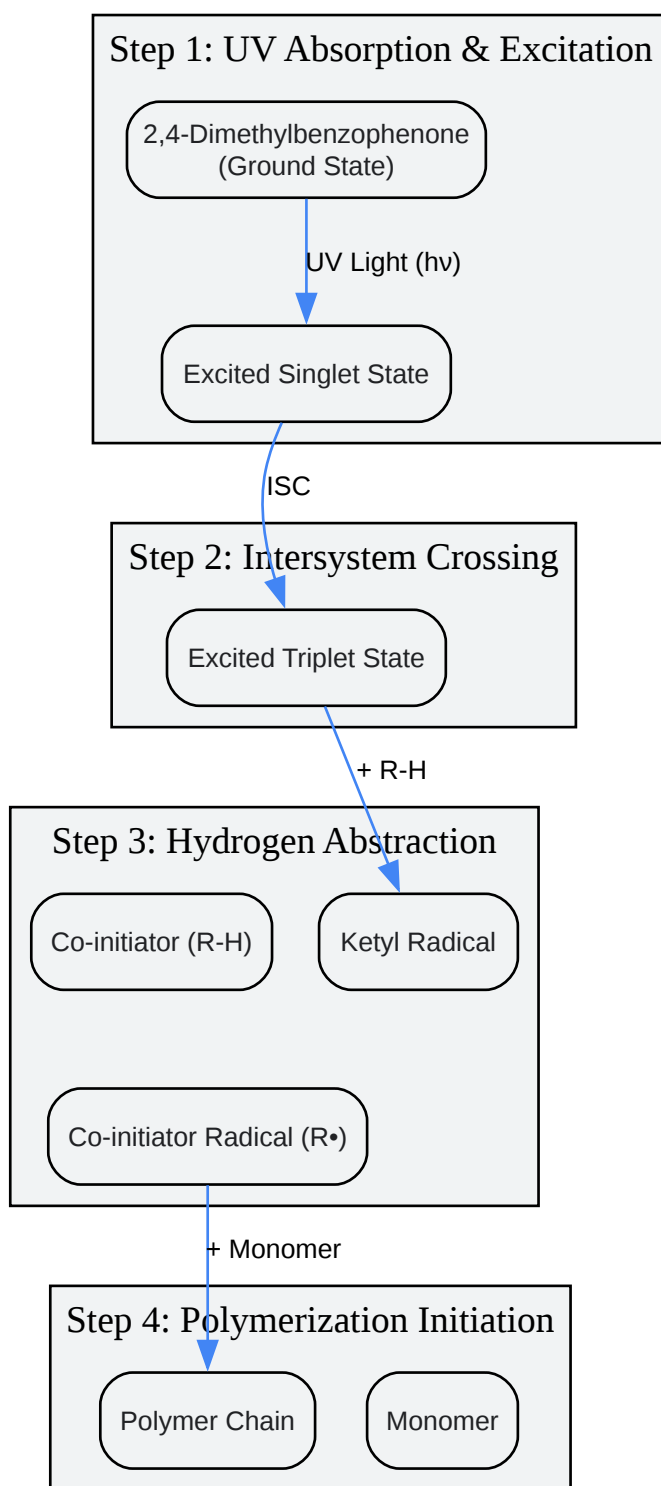 Step 1: UV Absorption & Excitation
2,4-Dimethylbenzophenone
(Ground State)
UV Light (hν)
Excited Singlet State
ISC
Step 2: Intersystem Crossing
Excited Triplet State
+ R-H
Step 3: Hydrogen Abstraction
Co-initiator (R-H)
Ketyl Radical
Co-initiator Radical (R•)
+ Monomer
Step 4: Polymerization Initiation
Polymer Chain
Monomer